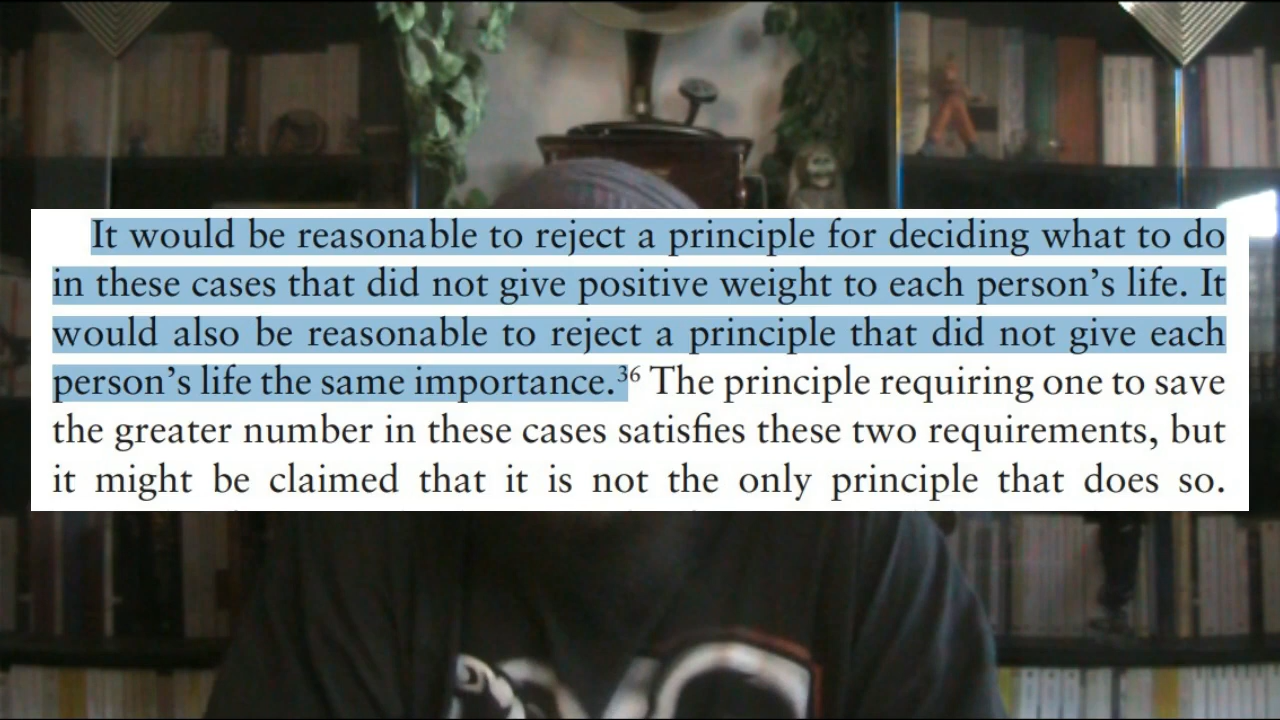 It would be reasonable to reject a principle for deciding what to do
in these cases that did not give positive weight to each person’s life. It
would also be reasonable to reject a principle that did not give each
person’s life the same importance.³⁶ The principle requiring one to save
the greater number in these cases satisfies these two requirements, but
it might be claimed that it is not the only principle that does so.